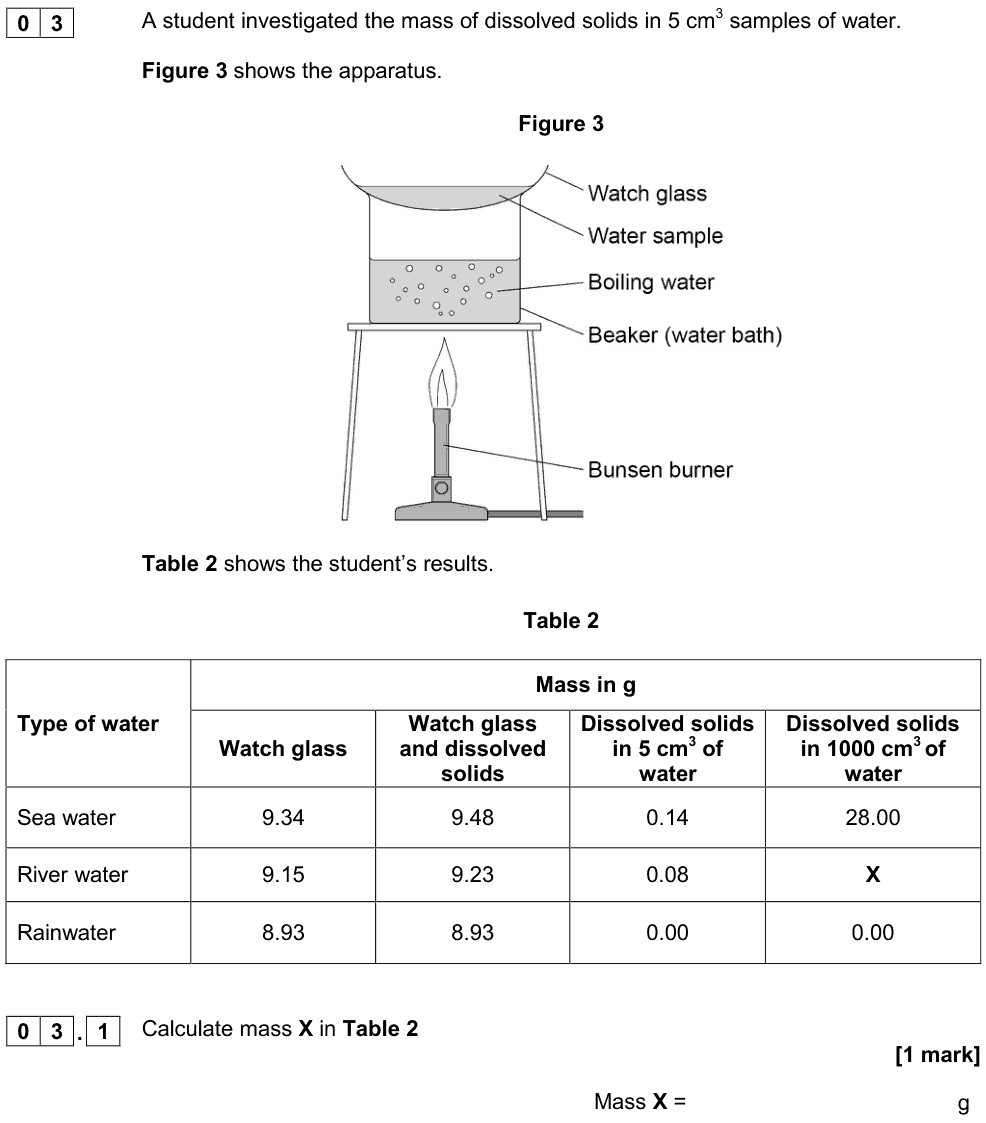 0 3
A student investigated the mass of dissolved solids in 5 cm³ samples of water.
Figure 3 shows the apparatus.
Figure 3
Watch glass
Water sample
Boiling water
Beaker (water bath)
Bunsen burner
Table 2 shows the student's results.
Table 2
Type of water
Mass in g
Watch glass
Watch glass
and dissolved
solids
Dissolved solids
in 5 cm³ of
water
Dissolved solids
in 1000 cm³ of
water
Sea water 9.34 9.48 0.14 28.00
River water 9.15 9.23 0.08 X
Rainwater 8.93 8.93 0.00 0.00
0 3 . 1 Calculate mass X in Table 2
[1 mark]
Mass X = g